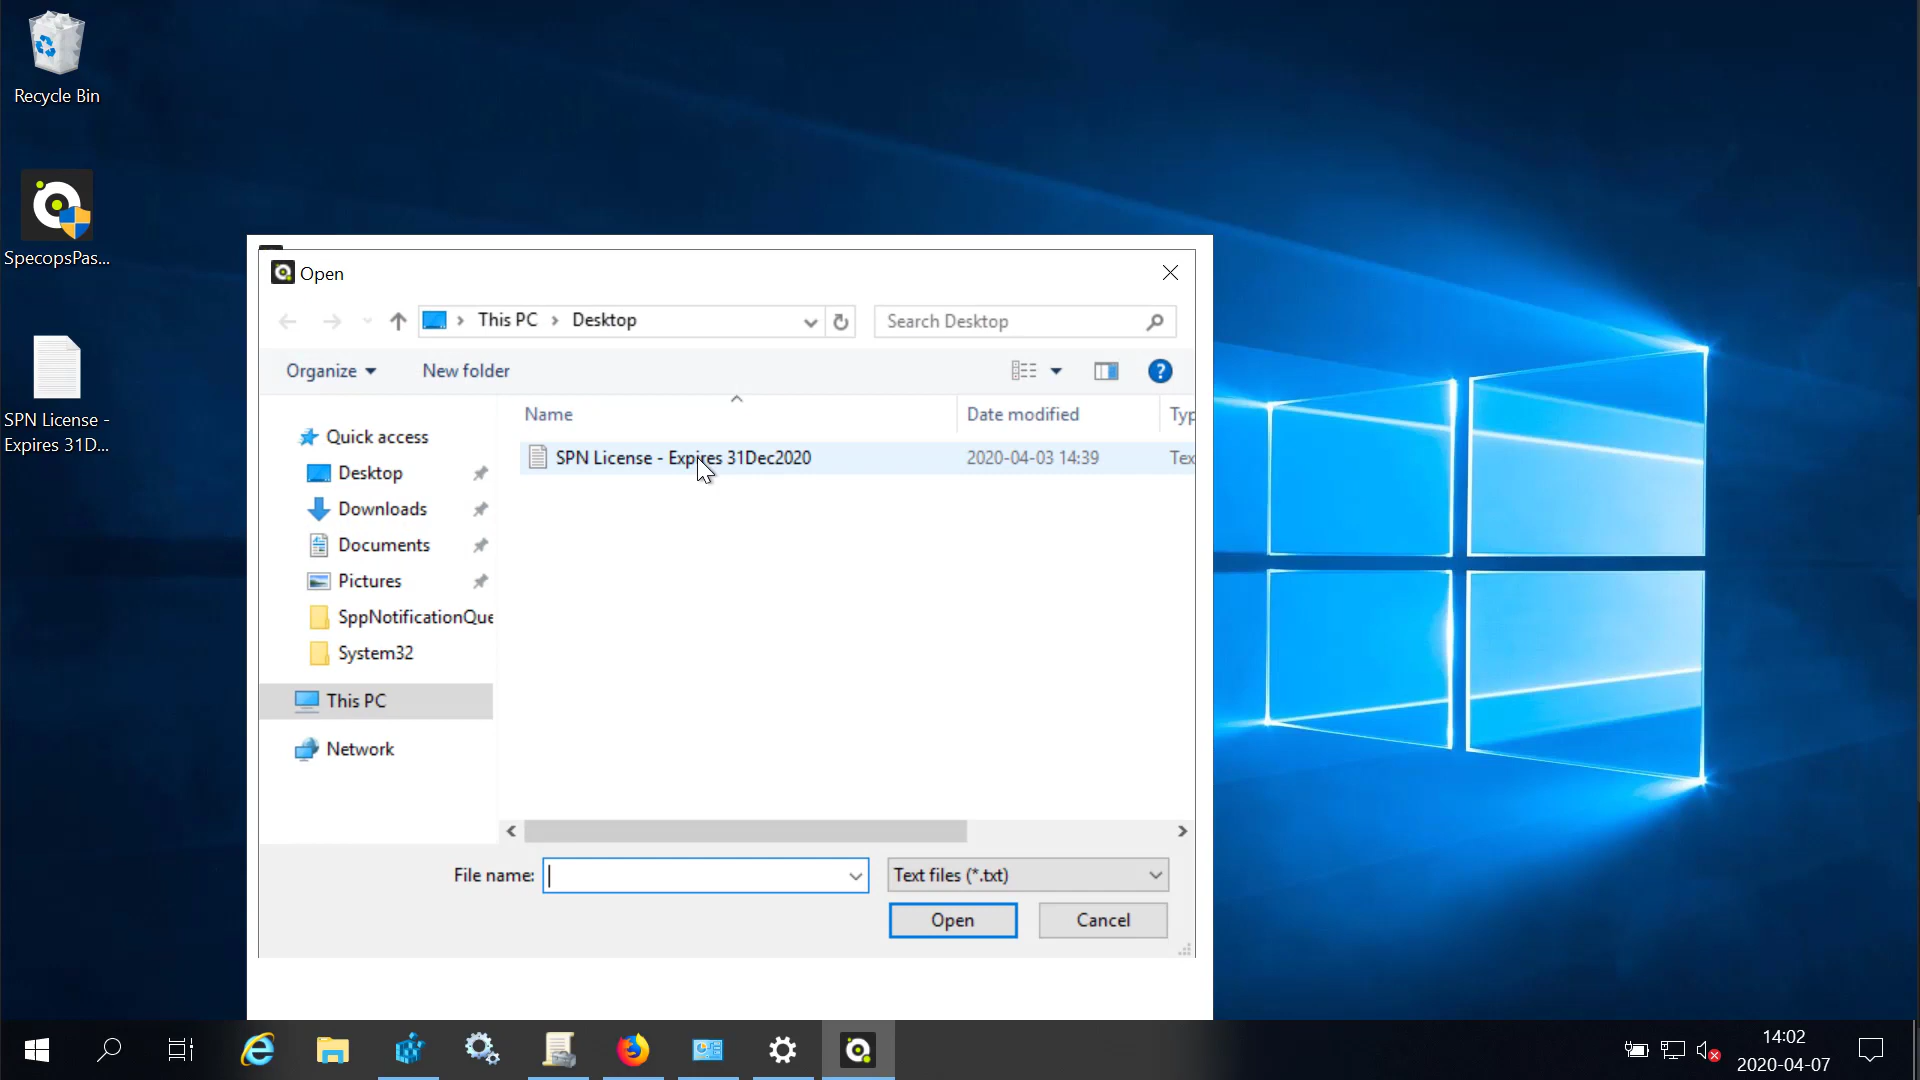 Recycle Bin
SpecopsPas...
SPN License -
Expires 31D...
Open
This PC > Desktop
Search Desktop
Organize
New folder
Name
Date modified
Typ
SPN License - Expires 31Dec2020
2020-04-03 14:39
Tex
Quick access
Desktop
Downloads
Documents
Pictures
SppNotificationQue
System32
This PC
Network
File name:
Text files (*.txt)
Open
Cancel
14:02
2020-04-07